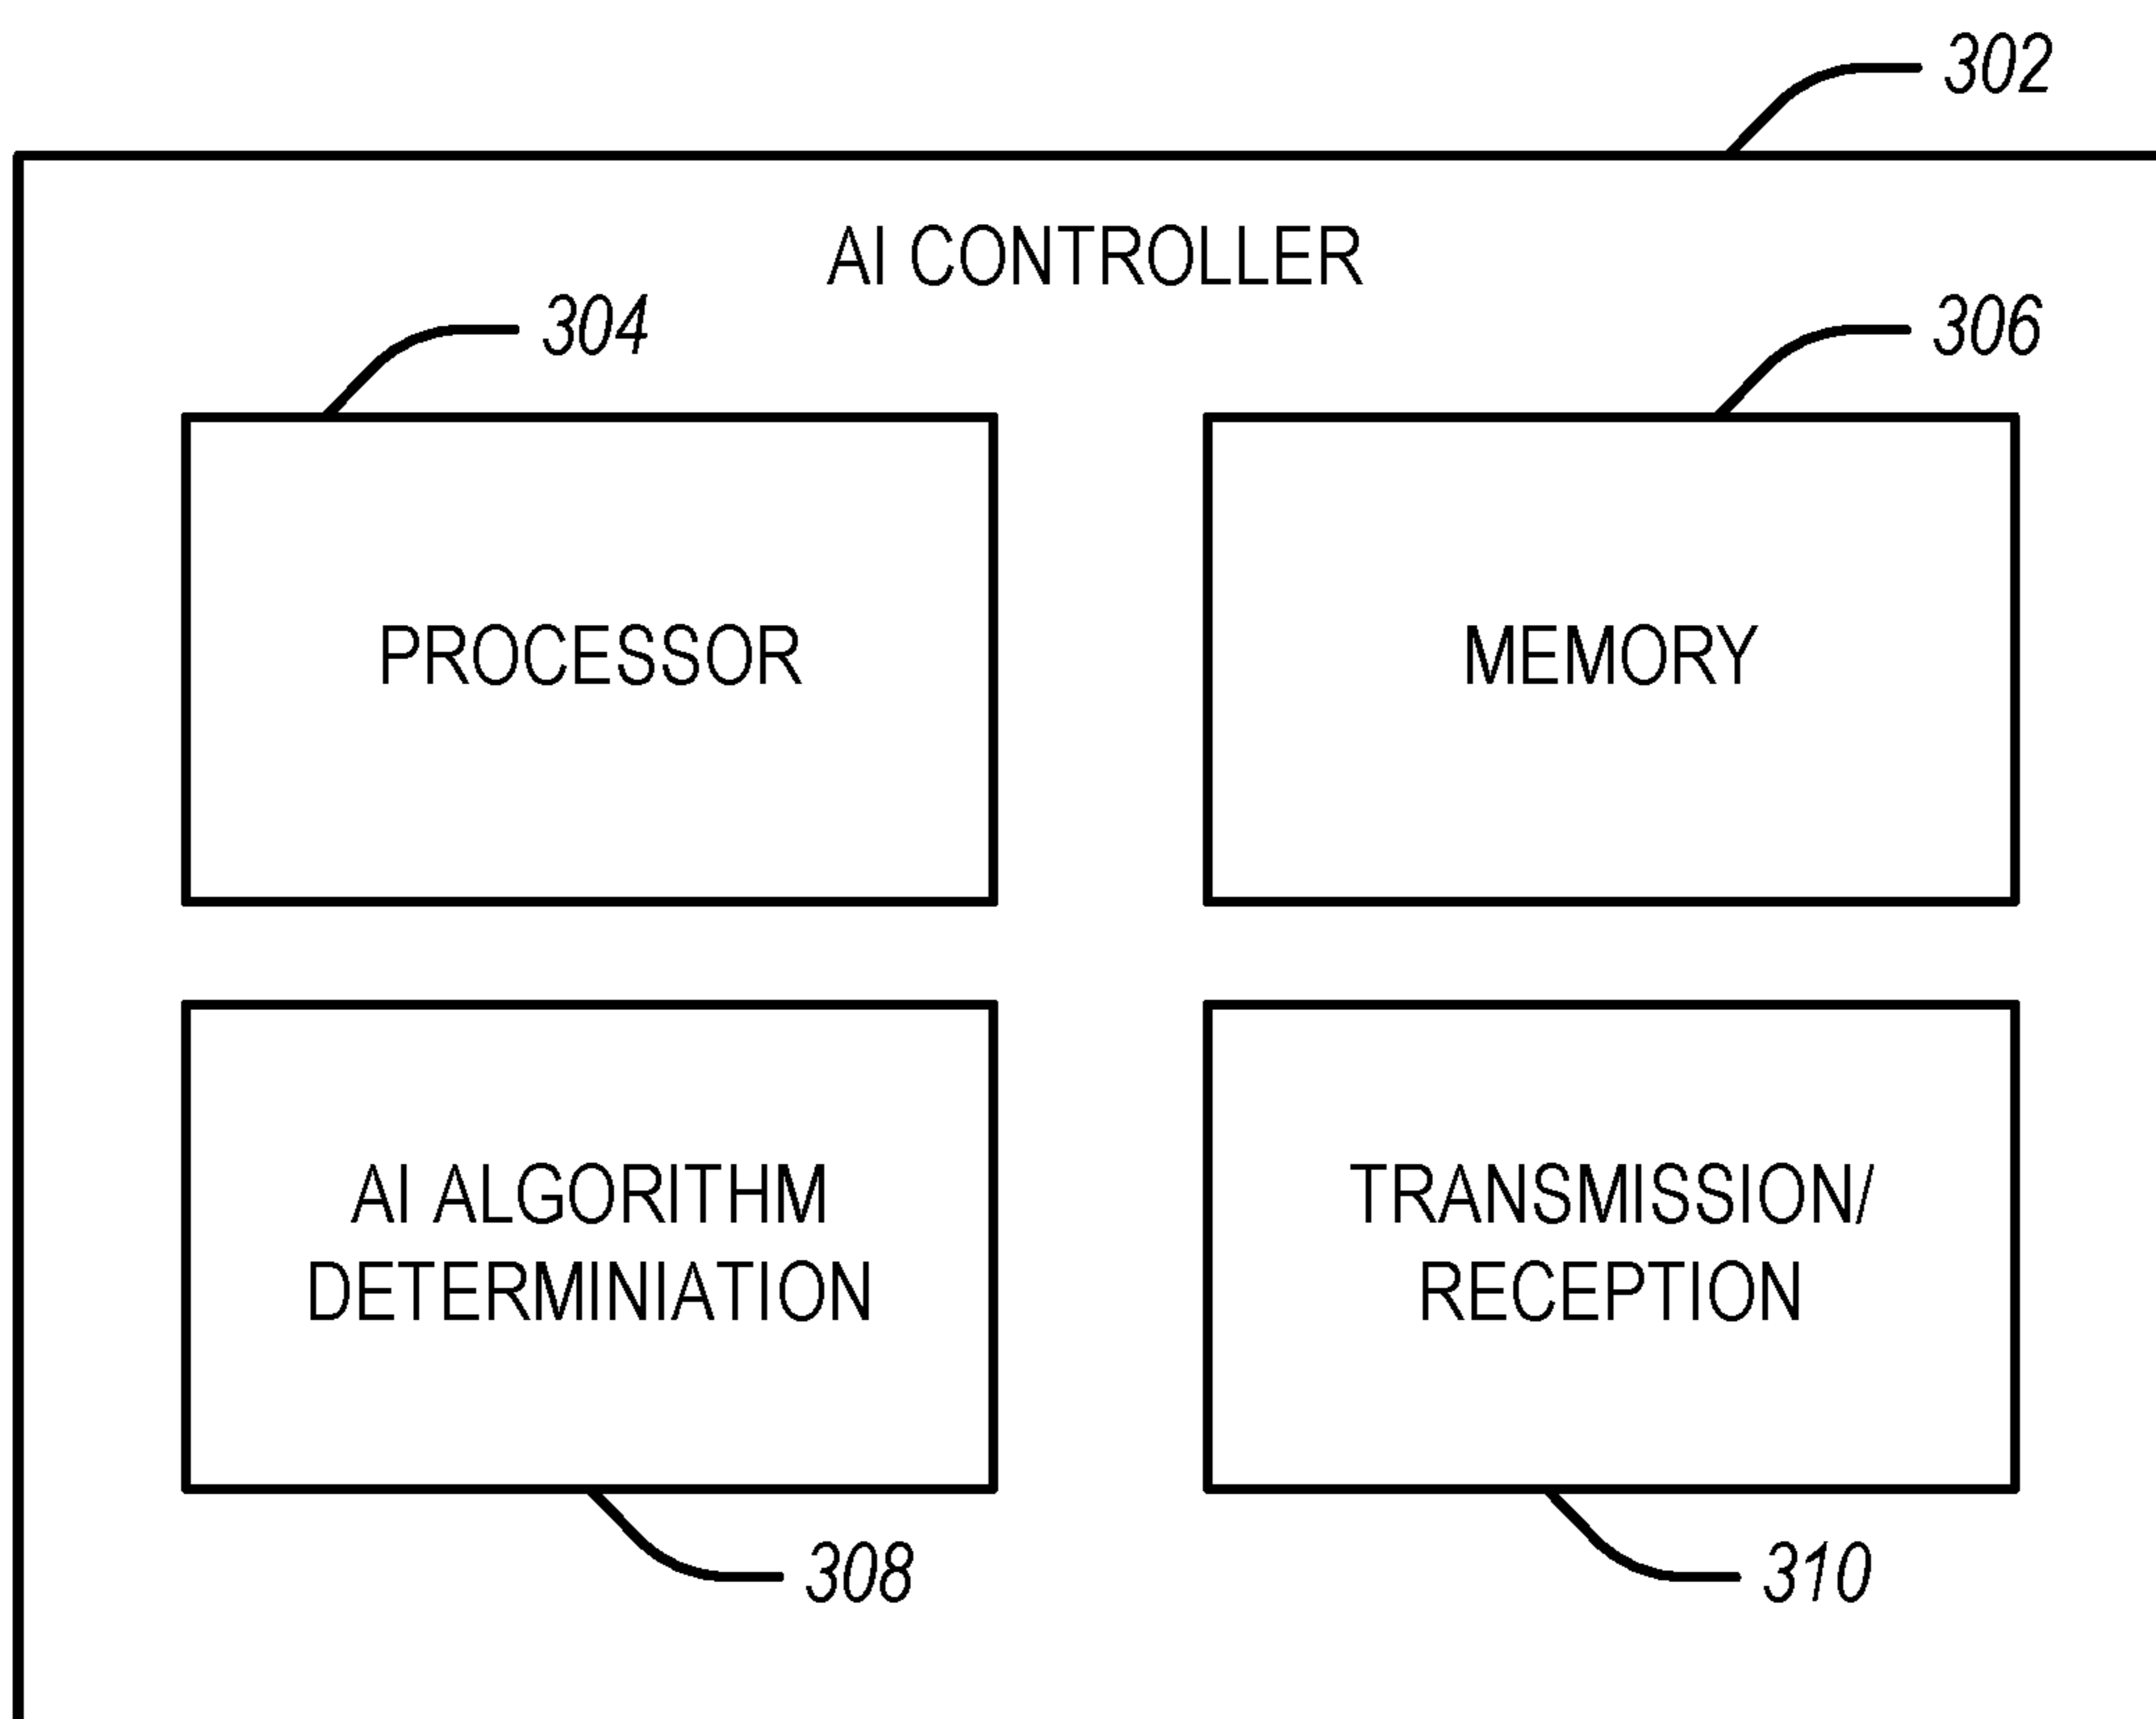 302
AI CONTROLLER
304
306
PROCESSOR
MEMORY
AI ALGORITHM
DETERMINIATION
TRANSMISSION/
RECEPTION
308
310